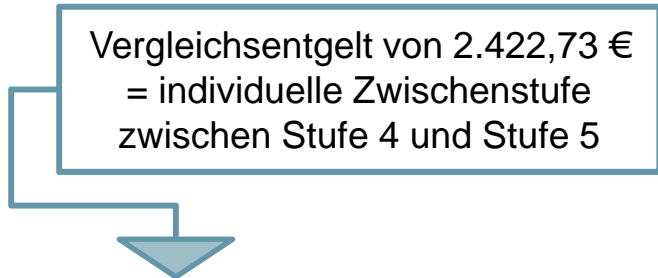 Vergleichsentgelt von 2.422,73 €
= individuelle Zwischenstufe
zwischen Stufe 4 und Stufe 5